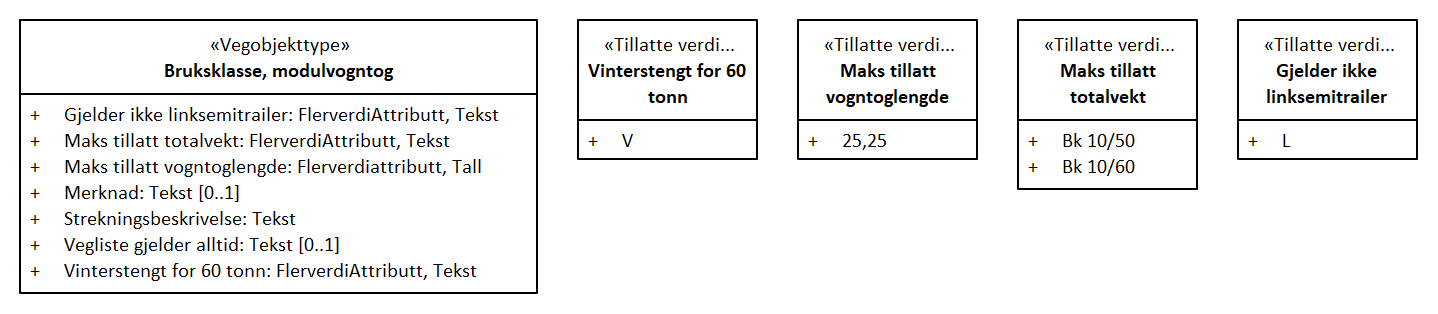 «Vegobjekttype»
Bruksklasse, modulvogntog
+ Gjelder ikke linksemitrailer: FlerverdiAttributt, Tekst
+ Maks tillatt totalvekt: FlerverdiAttributt, Tekst
+ Maks tillatt vogntoglengde: Flerverdiattributt, Tall
+ Merknad: Tekst [0..1]
+ Strekningsbeskrivelse: Tekst
+ Vegliste gjelder alltid: Tekst [0..1]
+ Vinterstengt for 60 tonn: FlerverdiAttributt, Tekst
«Tillatte verdi...
Vinterstengt for 60
tonn
+ V
«Tillatte verdi...
Maks tillatt
vogntoglengde
+ 25,25
«Tillatte verdi...
Maks tillatt
totalvekt
+ Bk 10/50
+ Bk 10/60
«Tillatte verdi...
Gjelder ikke
linksemitrailer
+ L